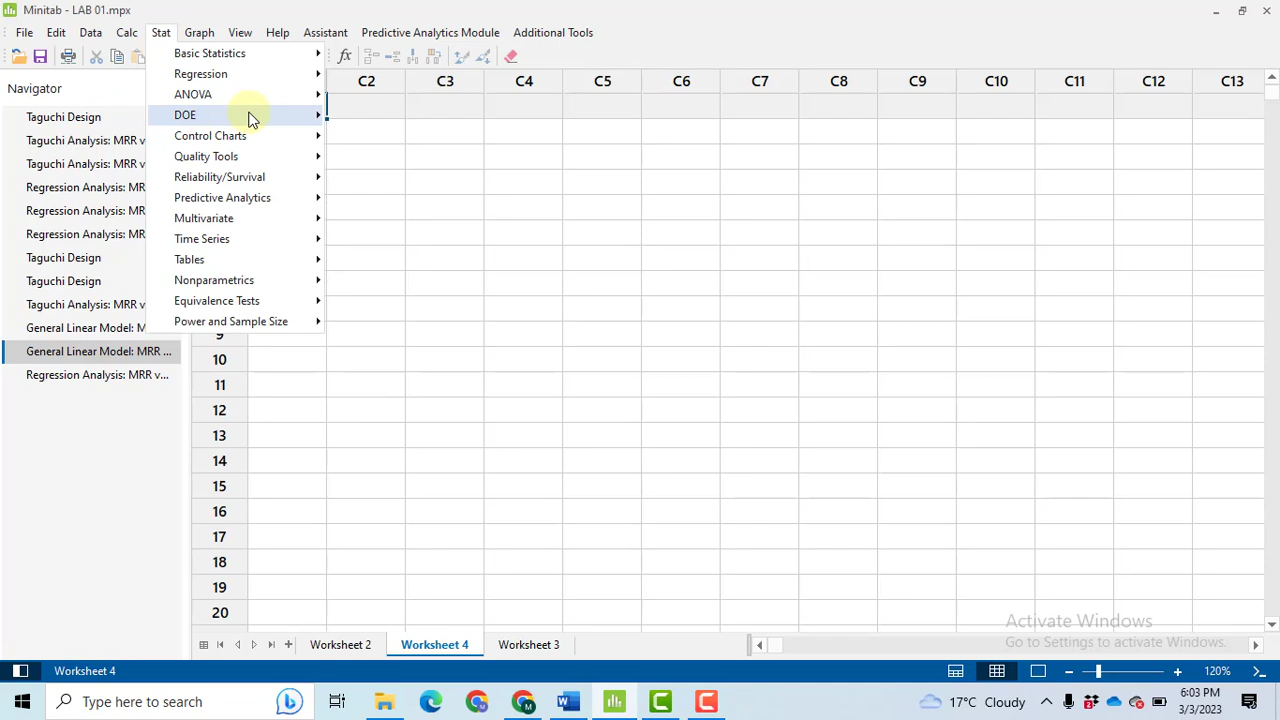 Minitab - LAB 01.mpx
File Edit Data Calc Stat Graph View Help Assistant Predictive Analytics Module Additional Tools
Navigator
Taguchi Design
Taguchi Analysis: MRR v
Taguchi Analysis: MRR v
Regression Analysis: MRR
Regression Analysis: MRR
Regression Analysis: MRR
Taguchi Design
Taguchi Design
Taguchi Analysis: MRR v
General Linear Model: M
General Linear Model: MRR ...
Regression Analysis: MRR v...
Basic Statistics
Regression
ANOVA
DOE
Control Charts
Quality Tools
Reliability/Survival
Predictive Analytics
Multivariate
Time Series
Tables
Nonparametrics
Equivalence Tests
Power and Sample Size
fx
C2 C3 C4 C5 C6 C7 C8 C9 C10 C11 C12 C13
9
10
11
12
13
14
15
16
17
18
19
20
Activate Windows
Go to Settings to activate Windows.
Worksheet 2 Worksheet 4 Worksheet 3
Worksheet 4
120%
Type here to search
17°C Cloudy
6:03 PM
3/3/2023